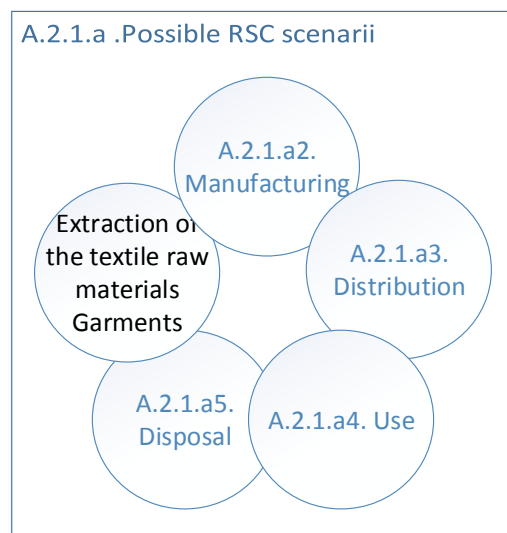 A.2.1.a .Possible RSC scenarii
A.2.1.a2.
Manufacturing
Extraction of
the textile raw
materials
Garments
A.2.1.a3.
Distribution
A.2.1.a5.
Disposal
A.2.1.a4. Use